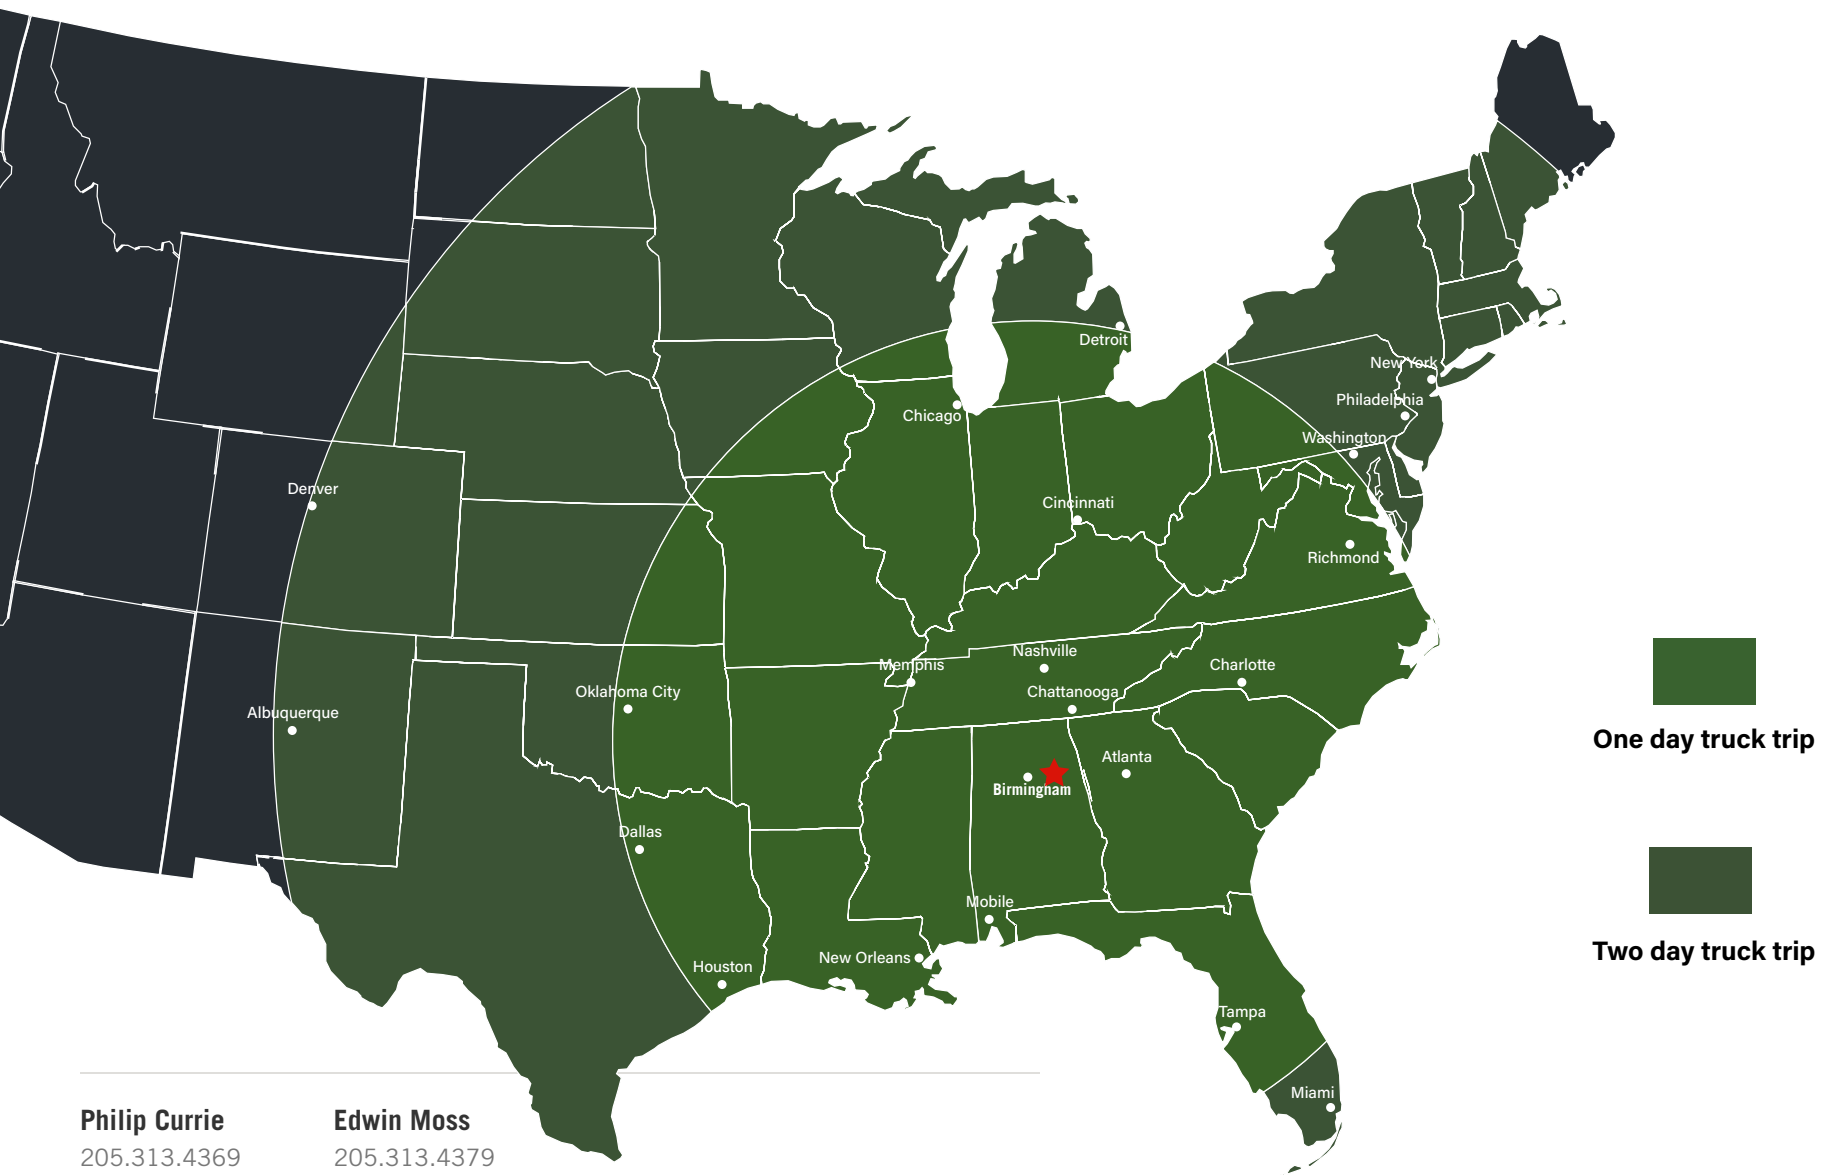 Detroit
New York
Philadelphia
Chicago
Washington
Denver
Cincinnati
Richmond
Nashville
Memphis
Charlotte
Oklahoma City
Chattanooga
Albuquerque
One day truck trip
Atlanta
Birmingham
Dallas
Mobile
New Orleans
Houston
Two day truck trip
Tampa
Miami
Philip Currie
205.313.4369
Edwin Moss
205.313.4379